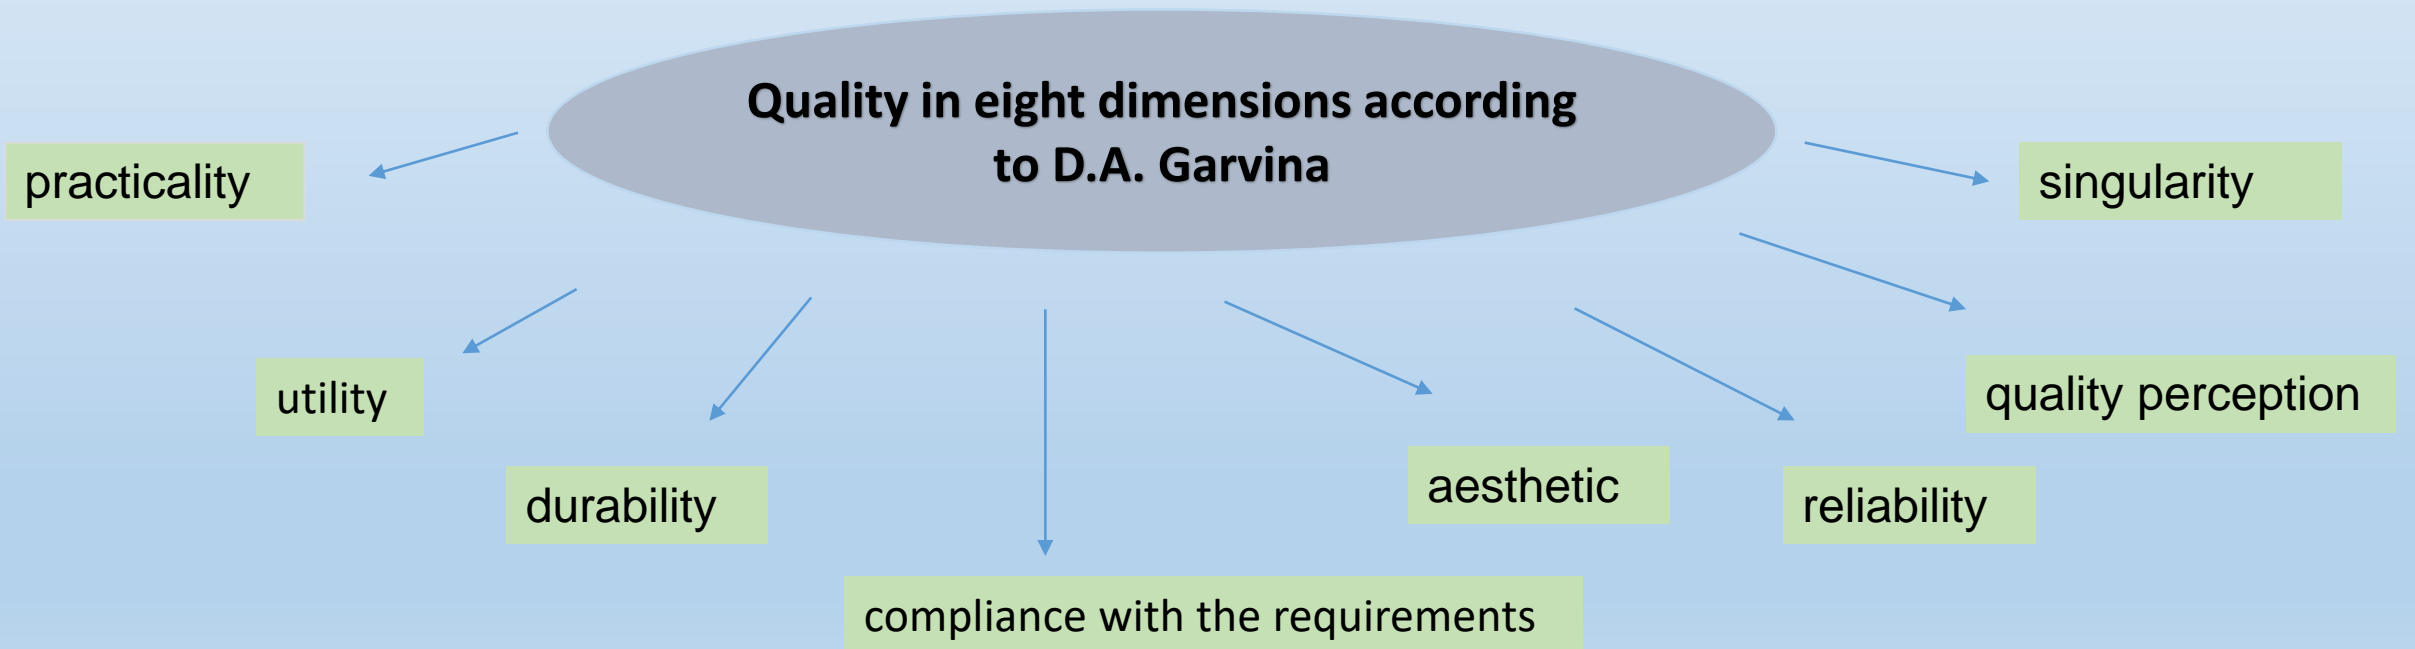 Quality in eight dimensions according
to D.A. Garvina
practicality
singularity
utility
quality perception
durability
aesthetic
reliability
compliance with the requirements